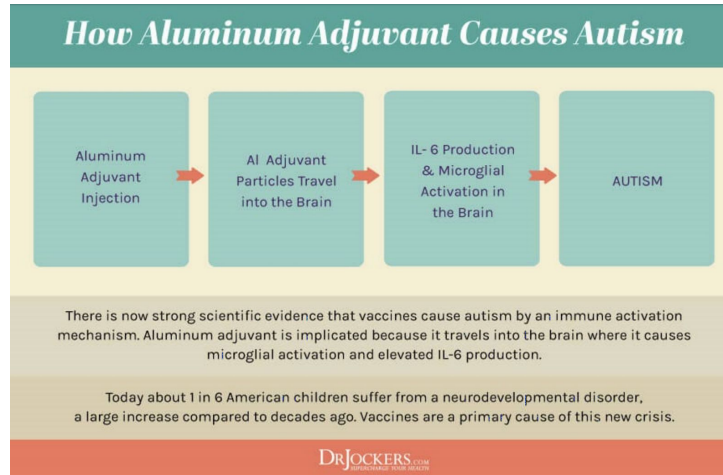 How Aluminum Adjuvant Causes Autism
Aluminum
Adjuvant
Injection
Al Adjuvant
Particles Travel
into the Brain
IL- 6 Production
& Microglial
Activation in
the Brain
AUTISM
There is now strong scientific evidence that vaccines cause autism by an immune activation
mechanism. Aluminum adjuvant is implicated because it travels into the brain where it causes
microglial activation and elevated IL-6 production.
Today about 1 in 6 American children suffer from a neurodevelopmental disorder,
a large increase compared to decades ago. Vaccines are a primary cause of this new crisis.
DRJOCKERS.COM
SUPERCHARGE YOUR HEALTH